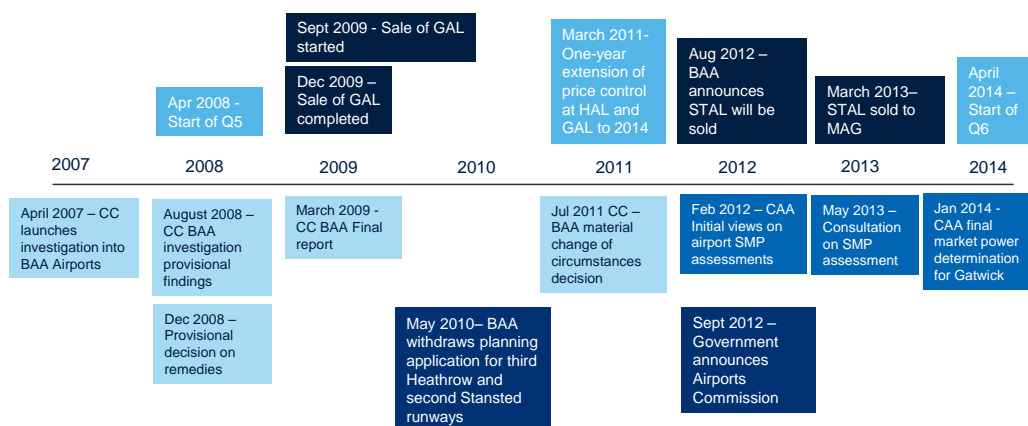 Sept 2009 - Sale of GAL
started
Dec 2009 –
Sale of GAL
completed
Apr 2008 -
Start of Q5
March 2011-
One-year
extension of
price control
at HAL and
GAL to 2014
Aug 2012 –
BAA
announces
STAL will be
sold
March 2013–
STAL sold to
MAG
April
2014 –
Start of
Q6
2007
2008
2009
2010
2011
2012
2013
2014
April 2007 – CC
launches
investigation into
BAA Airports
August 2008 –
CC BAA
investigation
provisional
findings
Dec 2008 –
Provisional
decision on
remedies
March 2009 -
CC BAA Final
report
May 2010– BAA
withdraws planning
application for third
Heathrow and
second Stansted
runways
Jul 2011 CC –
BAA material
change of
circumstances
decision
Feb 2012 – CAA
Initial views on
airport SMP
assessments
Sept 2012 –
Government
announces
Airports
Commission
May 2013 –
Consultation
on SMP
assessment
Jan 2014 -
CAA final
market power
determination
for Gatwick